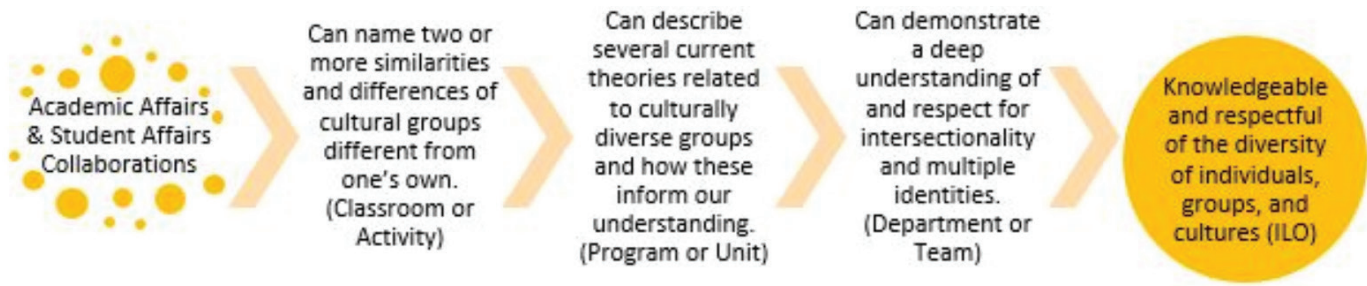 Academic Affairs
& Student Affairs
Collaborations
Can name two or
more similarities
and differences of
cultural groups
different from
one's own.
(Classroom or
Activity)
Can describe
several current
theories related
to culturally
diverse groups
and how these
inform our
understanding.
(Program or Unit)
Can demonstrate
a deep
understanding of
and respect for
intersectionality
and multiple
identities.
(Department or
Team)
Knowledgeable
and respectful
of the diversity
of individuals,
groups, and
cultures (ILO)